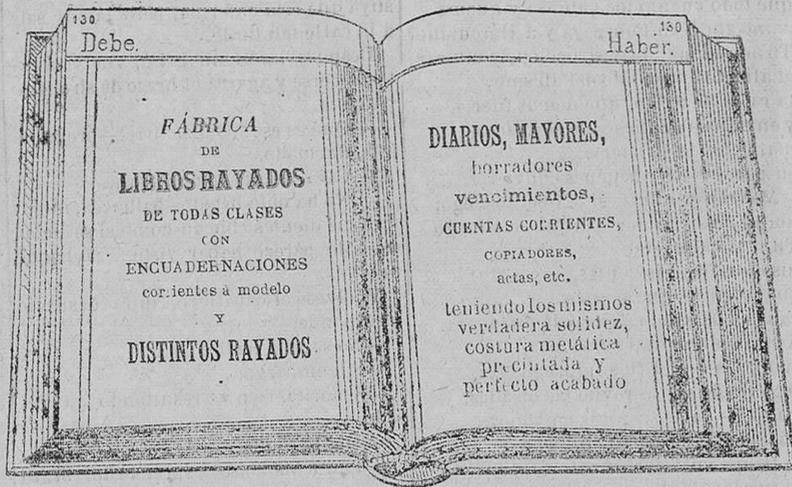 130
Debe.
FÁBRICA
DE
LIBROS RAYADOS
DE TODAS CLASES
CON
ENCUADERNACIONES
corrientes à modelo
Y
DISTINTOS RAYADOS
130
Haber.
DIARIOS, MAYORES,
borradores
vencimientos,
CUENTAS CORRIENTES,
COPIADORES,
actas, etc.
teniendo los mismos
verdadera solidez,
costura metálica
precintada y
perfecto acabado